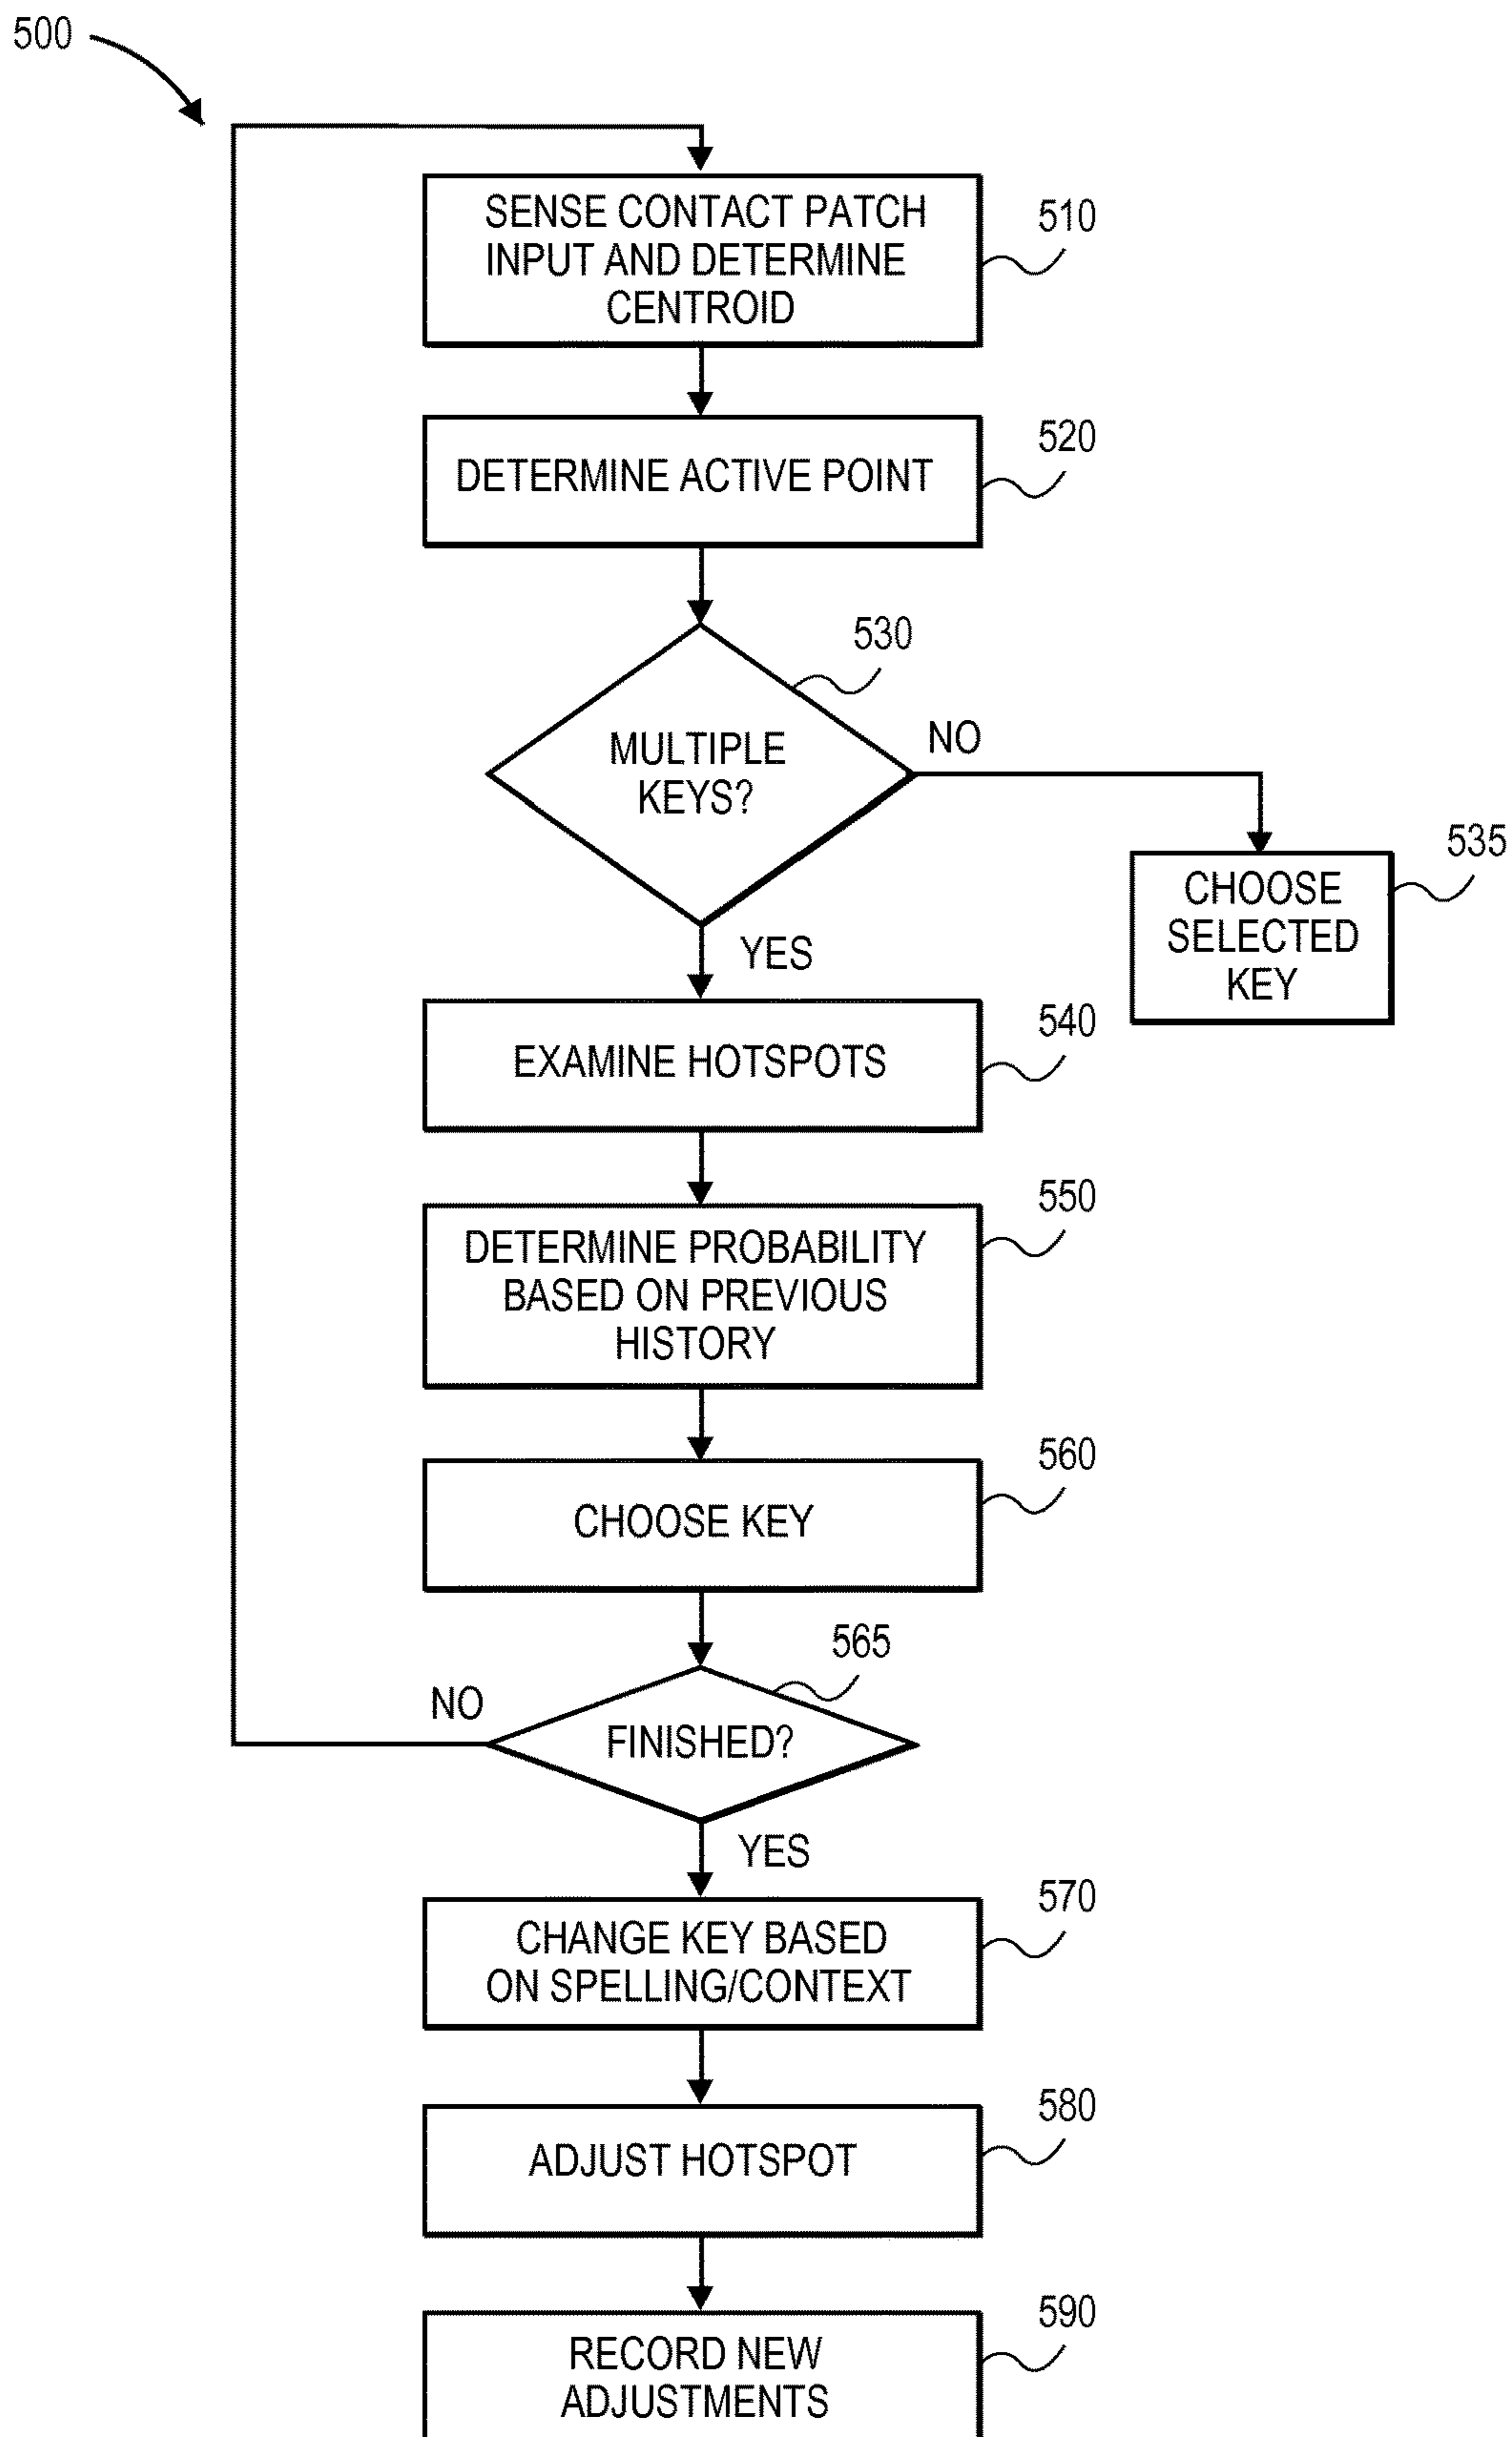 500
SENSE CONTACT PATCH
INPUT AND DETERMINE
CENTROID
510
DETERMINE ACTIVE POINT
520
530
MULTIPLE
KEYS?
NO
535
CHOOSE
SELECTED
KEY
YES
540
EXAMINE HOTSPOTS
550
DETERMINE PROBABILITY
BASED ON PREVIOUS
HISTORY
560
CHOOSE KEY
565
NO
FINISHED?
YES
570
CHANGE KEY BASED
ON SPELLING/CONTEXT
580
ADJUST HOTSPOT
590
RECORD NEW
ADJUSTMENTS